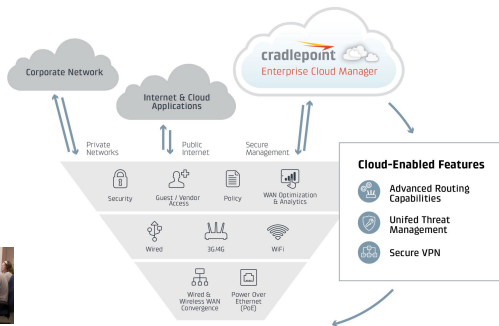 cradlepoint
Enterprise Cloud Manager
Corporate Network
Internet & Cloud
Applications
Private
Networks
Public
Internet
Secure
Management
Security
Guest / Vendor
Access
Policy
WAN Optimization
& Analytics
Wired
3G/4G
WiFi
Wired &
Wireless WAN
Convergence
Power Over
Ethernet
(PoE)
Cloud-Enabled Features
Advanced Routing
Capabilities
Unifed Threat
Management
Secure VPN